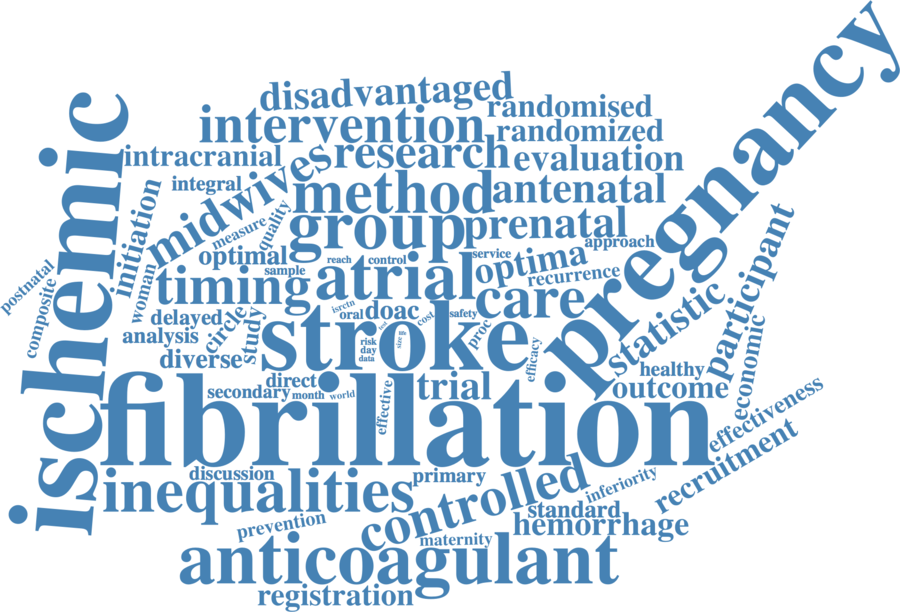 pregnancy
disadvantaged
randomised
intervention
randomized
ischemic
intracranial
research
evaluation
midwives
integral
method
antenatal
initiation
quality
measure
group
prenatal
approach
woman
optimal
reach
control
service
optima
postnatal
sample
atrial
recurrence
participant
composite
timing
care
isrctn
oral
doac
cost
safety
delayed
circle
study
stroke
proc
statistic
analysis
risk
day
data
size
diverse
efficacy
healthy
economic
direct
trial
outcome
secondary
month
world
effective
fibrillation
effectiveness
discussion
primary
inequalities
controlled
inferiority
recruitment
standard
prevention
hemorrhage
maternity
anticoagulant
registration